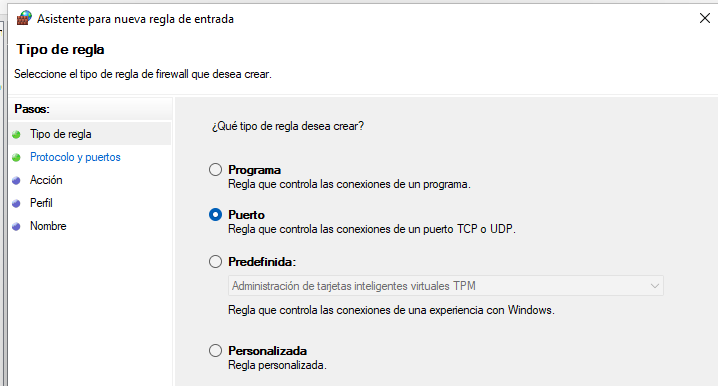 Asistente para nueva regla de entrada
Tipo de regla
Seleccione el tipo de regla de firewall que desea crear.
Pasos:
Tipo de regla
Protocolo y puertos
Acción
Perfil
Nombre
¿Qué tipo de regla desea crear?
Programa
Regla que controla las conexiones de un programa.
Puerto
Regla que controla las conexiones de un puerto TCP o UDP.
Predefinida:
Administración de tarjetas inteligentes virtuales TPM
Regla que controla las conexiones de una experiencia con Windows.
Personalizada
Regla personalizada.